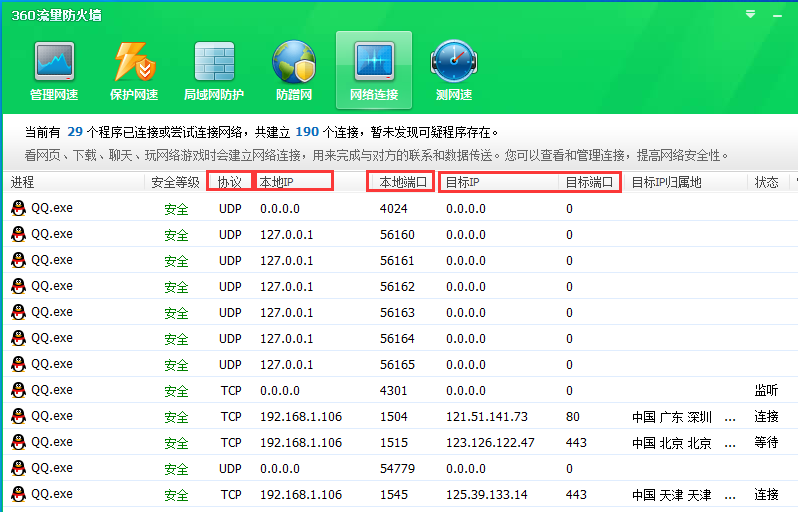 360流量防火墙
管理网速 保护网速 局域网防护 防蹭网 网络连接 测网速
当前有 29 个程序已连接或尝试连接网络，共建立 190 个连接，暂未发现可疑程序存在。
看网页、下载、聊天、玩网络游戏时会建立网络连接，用来完成与对方的联系和数据传送。您可以查看和管理连接，提高网络安全性。
进程 安全等级 协议 本地IP 本地端口 目标IP 目标端口 目标IP归属地 状态
QQ.exe 安全 UDP 0.0.0.0 4024 0.0.0.0 0
QQ.exe 安全 UDP 127.0.0.1 56160 0.0.0.0 0
QQ.exe 安全 UDP 127.0.0.1 56161 0.0.0.0 0
QQ.exe 安全 UDP 127.0.0.1 56162 0.0.0.0 0
QQ.exe 安全 UDP 127.0.0.1 56163 0.0.0.0 0
QQ.exe 安全 UDP 127.0.0.1 56164 0.0.0.0 0
QQ.exe 安全 UDP 127.0.0.1 56165 0.0.0.0 0
QQ.exe 安全 TCP 0.0.0.0 4301 0.0.0.0 0 监听
QQ.exe 安全 TCP 192.168.1.106 1504 121.51.141.73 80 中国 广东 深圳 ... 连接
QQ.exe 安全 TCP 192.168.1.106 1515 123.126.122.47 443 中国 北京 北京 ... 等待
QQ.exe 安全 UDP 0.0.0.0 54779 0.0.0.0 0
QQ.exe 安全 TCP 192.168.1.106 1545 125.39.133.14 443 中国 天津 天津 ... 连接